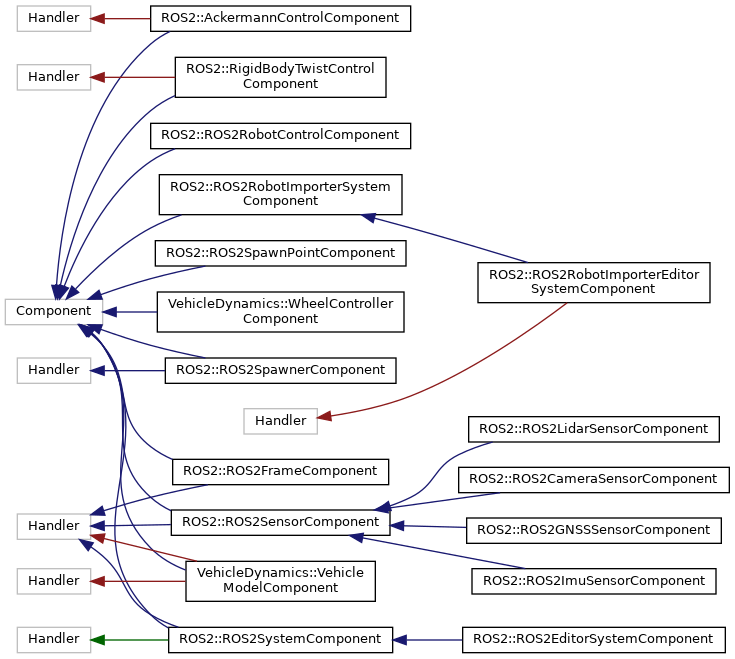 Handler
ROS2::AckermannControlComponent
Handler
ROS2::RigidBodyTwistControl
Component
ROS2::ROS2RobotControlComponent
ROS2::ROS2RobotImporterSystem
Component
ROS2::ROS2SpawnPointComponent
ROS2::ROS2RobotImporterEditor
SystemComponent
Component
VehicleDynamics::WheelController
Component
Handler
ROS2::ROS2SpawnerComponent
Handler
ROS2::ROS2LidarSensorComponent
ROS2::ROS2FrameComponent
ROS2::ROS2CameraSensorComponent
Handler
ROS2::ROS2SensorComponent
ROS2::ROS2GNSSSensorComponent
Handler
VehicleDynamics::Vehicle
ModelComponent
ROS2::ROS2ImuSensorComponent
Handler
ROS2::ROS2SystemComponent
ROS2::ROS2EditorSystemComponent